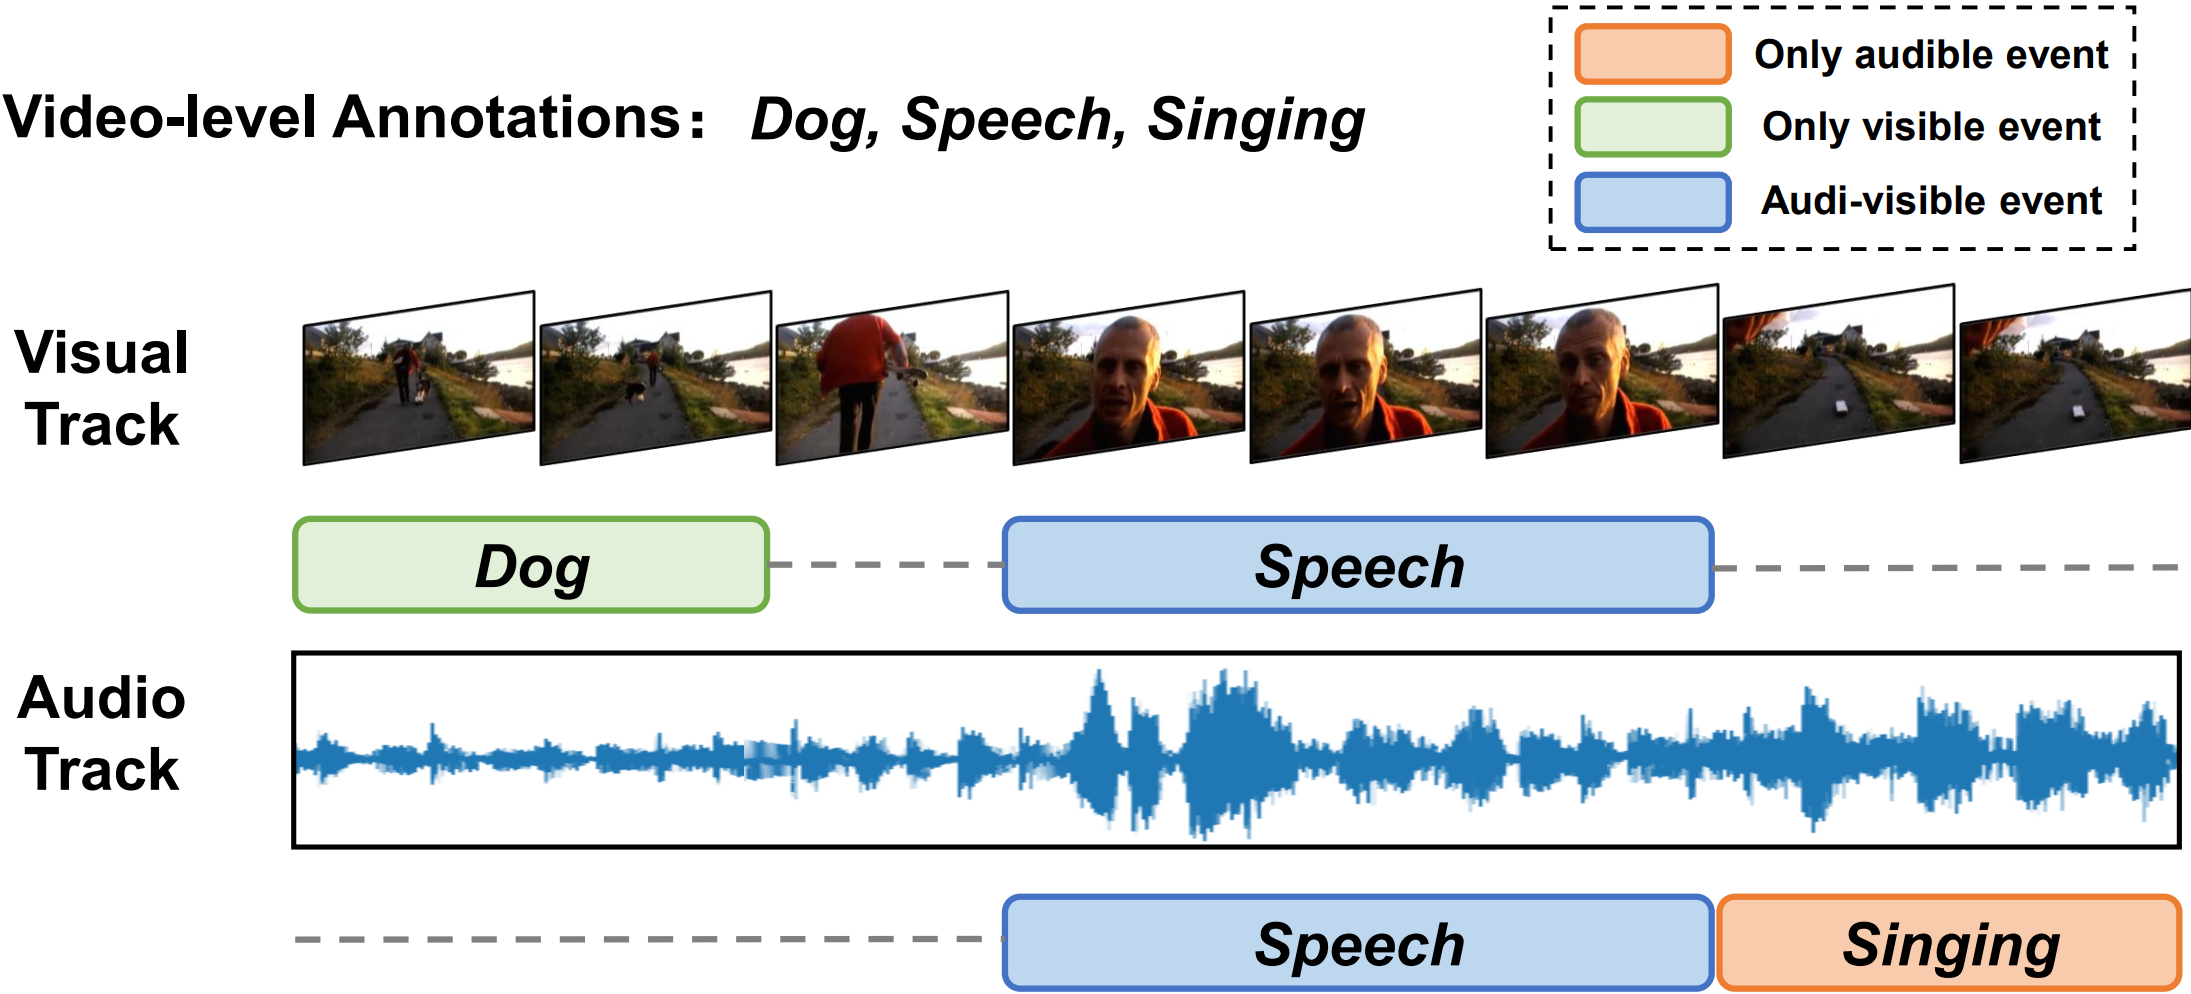 Only audible event
Video-level Annotations： Dog, Speech, Singing
Only visible event
Audi-visible event
Visual
Track
Dog
Speech
Audio
Track
Speech
Singing